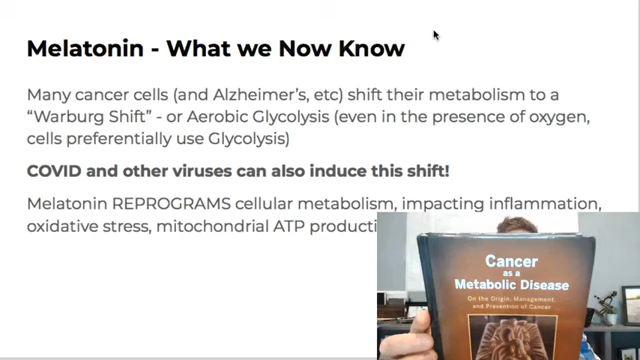 Melatonin - What we Now Know
Many cancer cells (and Alzheimer's, etc) shift their metabolism to a
“Warburg Shift” - or Aerobic Glycolysis (even in the presence of oxygen,
cells preferentially use Glycolysis)
COVID and other viruses can also induce this shift!
Melatonin REPROGRAMS cellular metabolism, impacting inflammation,
oxidative stress, mitochondrial ATP producti
Cancer
as a
Metabolic Disease
On the Origin, Management,
and Prevention of Cancer